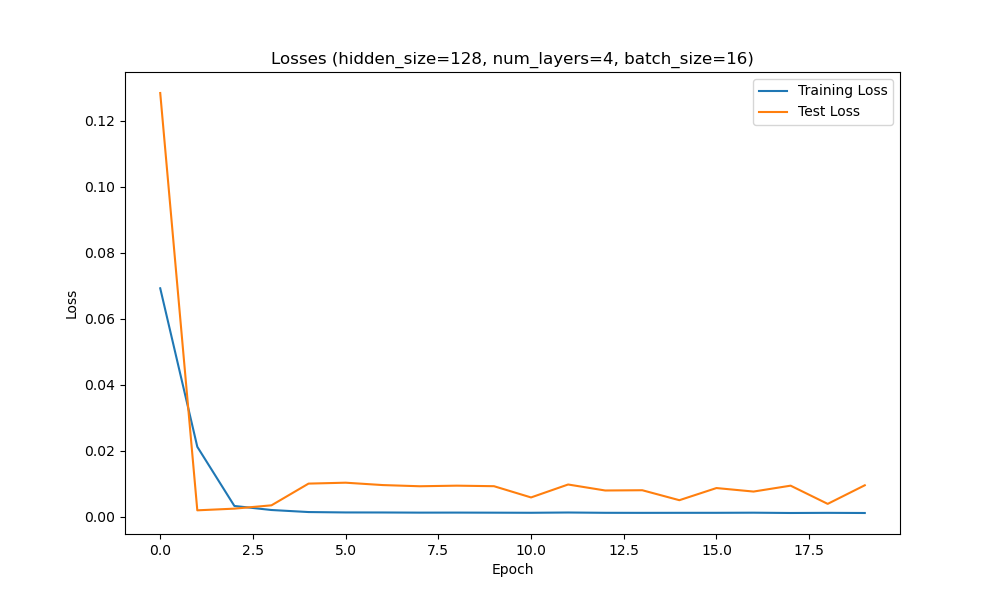 Losses (hidden_size=128, num_layers=4, batch_size=16)
Training Loss
Test Loss
0.12
0.10
0.08
0.06
0.04
0.02
0.00
Loss
0.0 2.5 5.0 7.5 10.0 12.5 15.0 17.5
Epoch